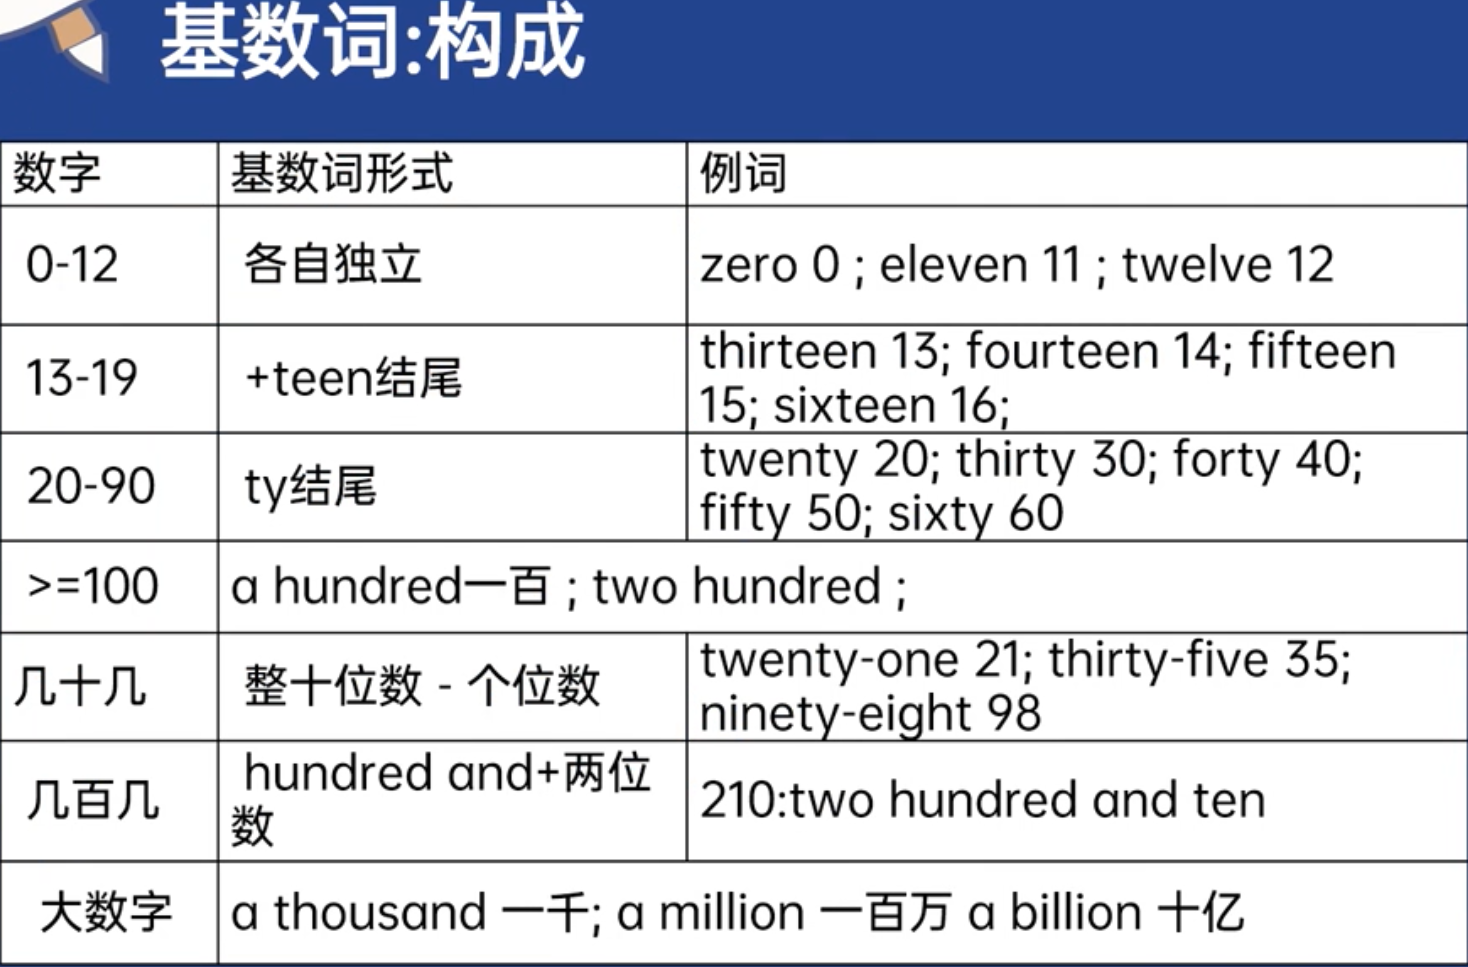 基数词:构成
数字 基数词形式 例词
0-12 各自独立 zero 0 ; eleven 11 ; twelve 12
13-19 +teen结尾 thirteen 13; fourteen 14; fifteen
15; sixteen 16;
20-90 ty结尾 twenty 20; thirty 30; forty 40;
fifty 50; sixty 60
>=100 a hundred一百 ; two hundred ;
几十几 整十位数 - 个位数 twenty-one 21; thirty-five 35;
ninety-eight 98
几百几 hundred and+两位
数 210:two hundred and ten
大数字 a thousand 一千; a million 一百万 a billion 十亿